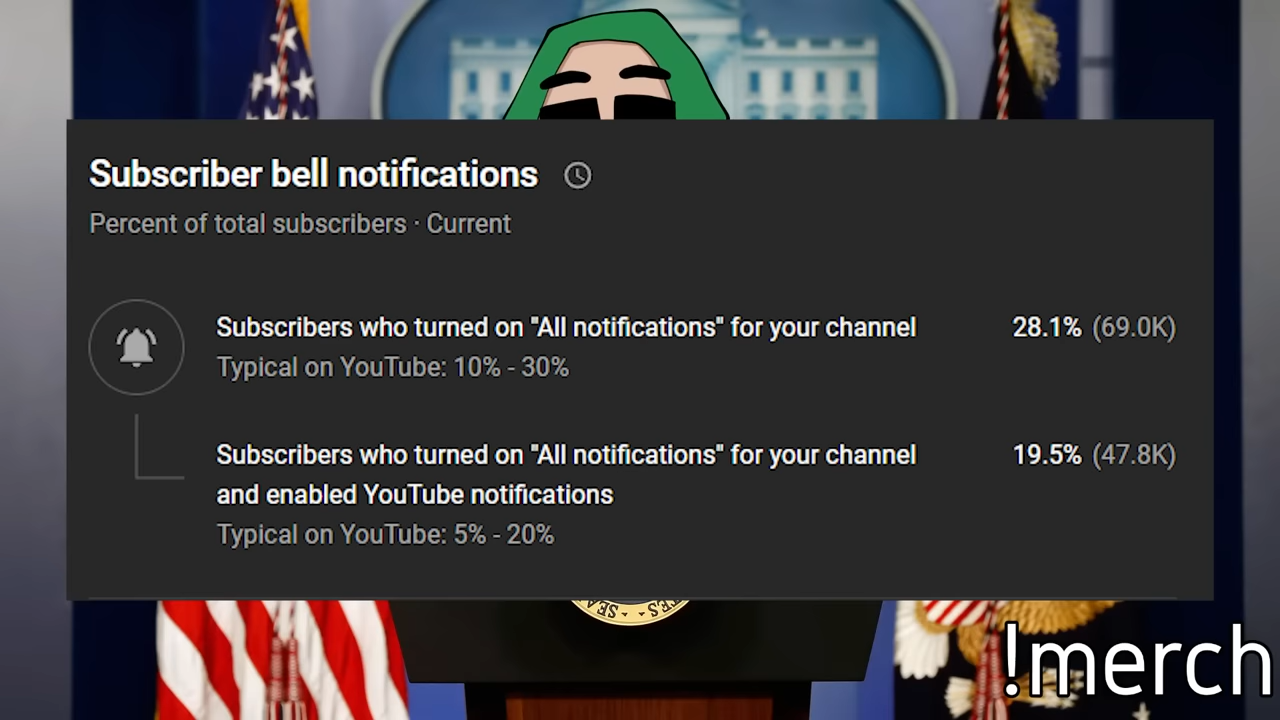 Subscriber bell notifications
Percent of total subscribers · Current
Subscribers who turned on "All notifications" for your channel 28.1% (69.0K)
Typical on YouTube: 10% - 30%
Subscribers who turned on "All notifications" for your channel 19.5% (47.8K)
and enabled YouTube notifications
Typical on YouTube: 5% - 20%
!merch